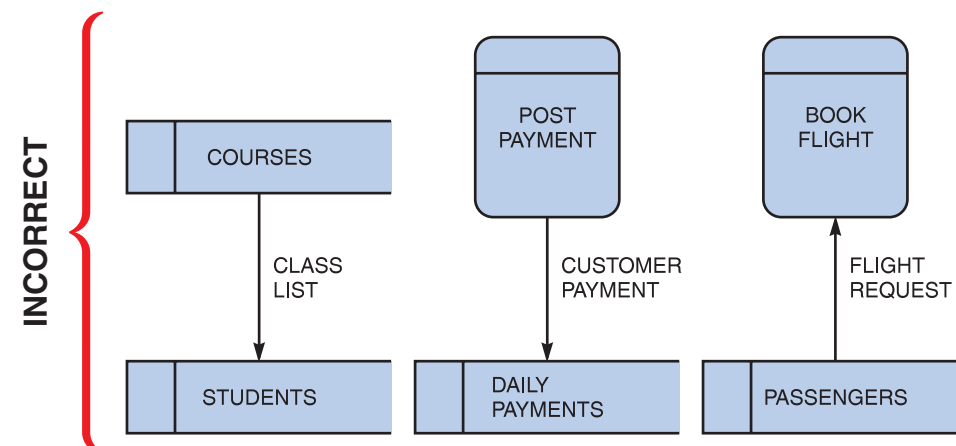 INCORRECT
COURSES
CLASS
LIST
STUDENTS
POST
PAYMENT
CUSTOMER
PAYMENT
DAILY
PAYMENTS
BOOK
FLIGHT
FLIGHT
REQUEST
PASSENGERS